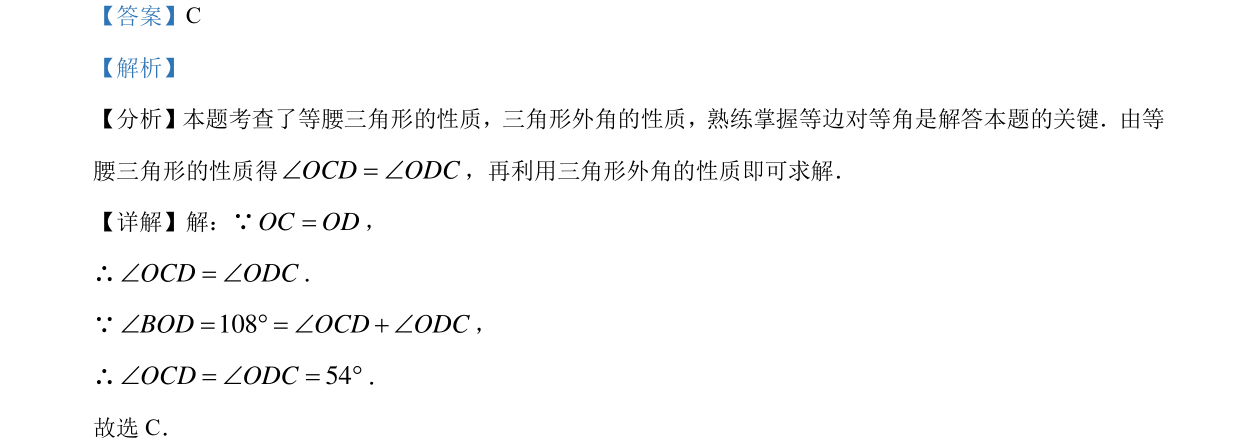 【答案】C
【解析】
【分析】本题考查了等腰三角形的性质，三角形外角的性质，熟练掌握等边对等角是解答本题的关键．由等
腰三角形的性质得∠OCD = ∠ODC，再利用三角形外角的性质即可求解．
【详解】解：∵OC = OD，
∴∠OCD = ∠ODC．
∵∠BOD = 108° = ∠OCD + ∠ODC，
∴∠OCD = ∠ODC = 54°．
故选 C．